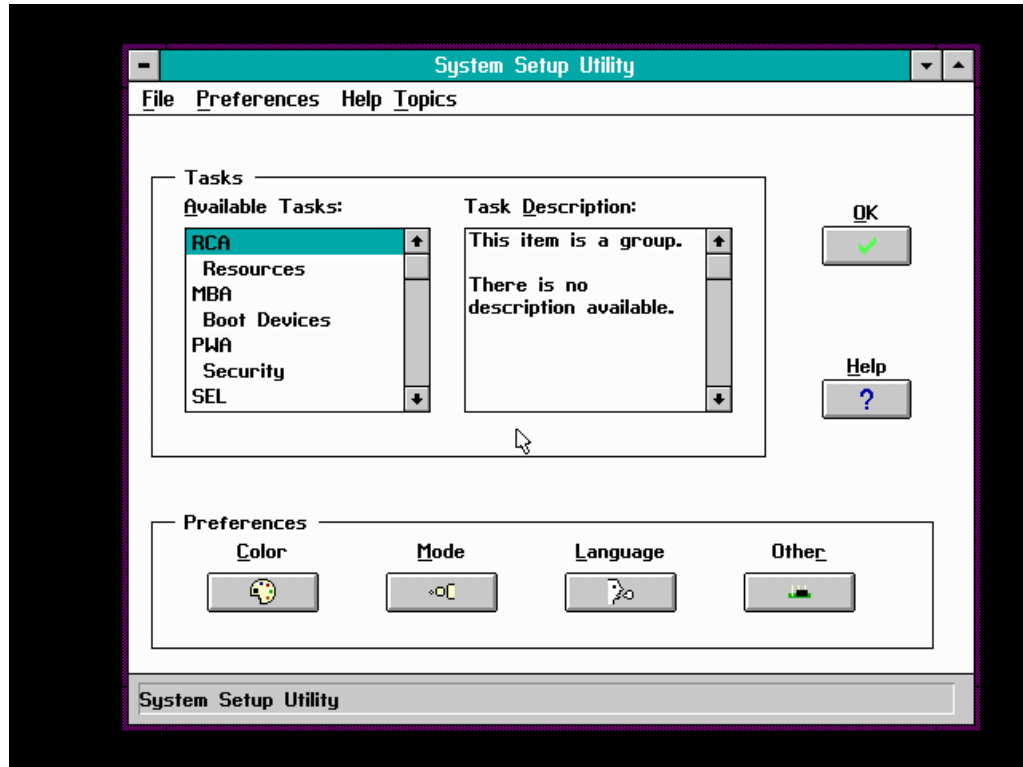 System Setup Utility
File Preferences Help Topics
Tasks
Available Tasks:
RCA
Resources
MBA
Boot Devices
PWA
Security
SEL
Task Description:
This item is a group.
There is no
description available.
OK
Help
?
Preferences
Color Mode Language Other
System Setup Utility